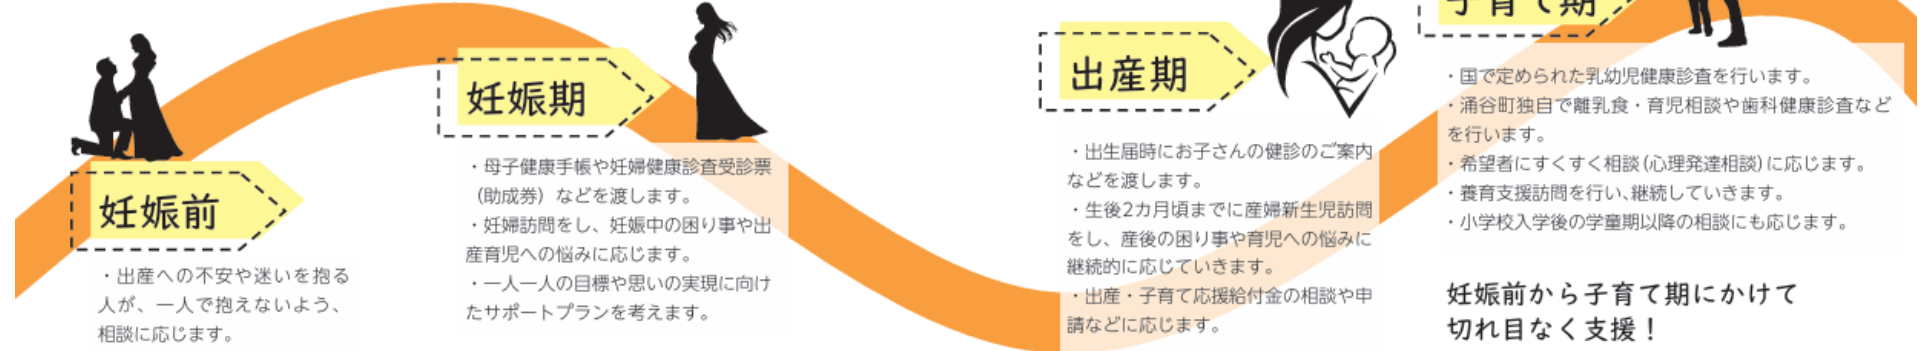 妊娠前
・出産への不安や迷いを抱る
人が、一人で抱えないよう、
相談に応じます。
妊娠期
・母子健康手帳や妊婦健康診査受診票
（助成券）などを渡します。
・妊婦訪問をし、妊娠中の困り事や出
産育児への悩みに応じます。
・一人一人の目標や思いの実現に向け
たサポートプランを考えます。
出産期
・出生届時にお子さんの健診のご案内
などを渡します。
・生後2カ月頃までに産婦新生児訪問
をし、産後の困り事や育児への悩みに
継続的に応じていきます。
・出産・子育て応援給付金の相談や申
請などに応じます。
子育て期
・国で定められた乳幼児健康診査を行います。
・涌谷町独自で離乳食・育児相談や歯科健康診査など
を行います。
・希望者にすくすく相談(心理発達相談)に応じます。
・養育支援訪問を行い、継続していきます。
・小学校入学後の学童期以降の相談にも応じます。
妊娠前から子育て期にかけて
切れ目なく支援！